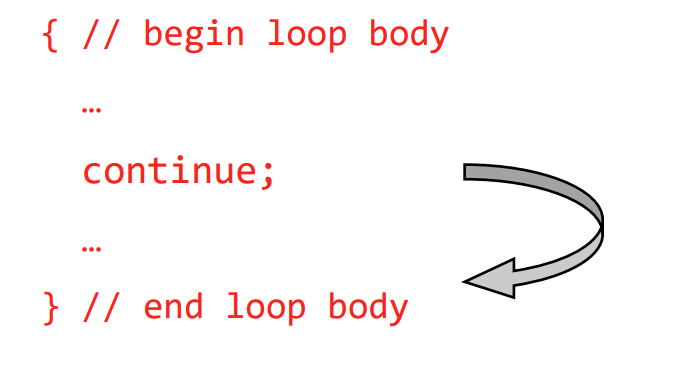 { // begin loop body
…
continue;
…
} // end loop body